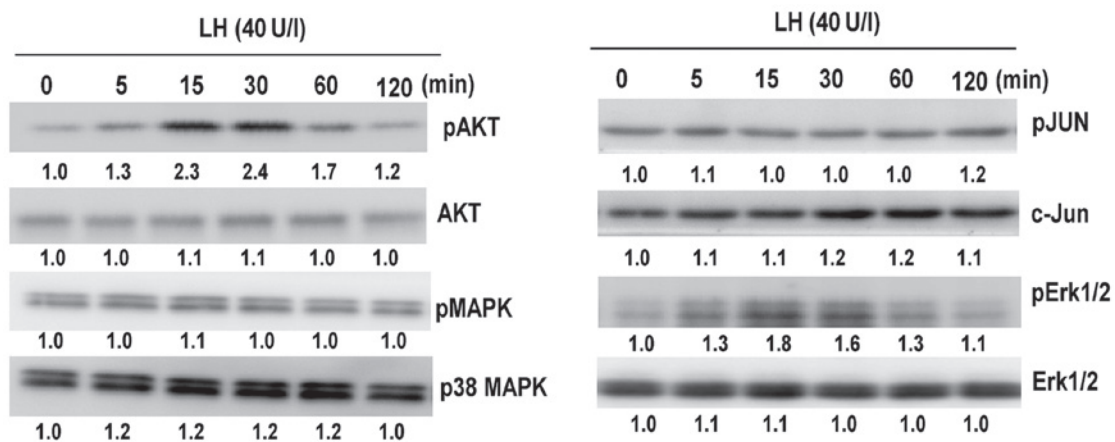 LH (40 U/l)
0 5 15 30 60 120 (min)
pAKT
1.0 1.3 2.3 2.4 1.7 1.2
AKT
1.0 1.0 1.1 1.1 1.0 1.0
pMAPK
1.0 1.0 1.1 1.0 1.0 1.0
p38 MAPK
1.0 1.2 1.2 1.2 1.2 1.0
LH (40 U/l)
0 5 15 30 60 120 (min)
pJUN
1.0 1.1 1.0 1.0 1.0 1.2
c-Jun
1.0 1.1 1.1 1.2 1.2 1.1
pErk1/2
1.0 1.3 1.8 1.6 1.3 1.1
Erk1/2
1.0 1.1 1.1 1.0 1.0 1.0